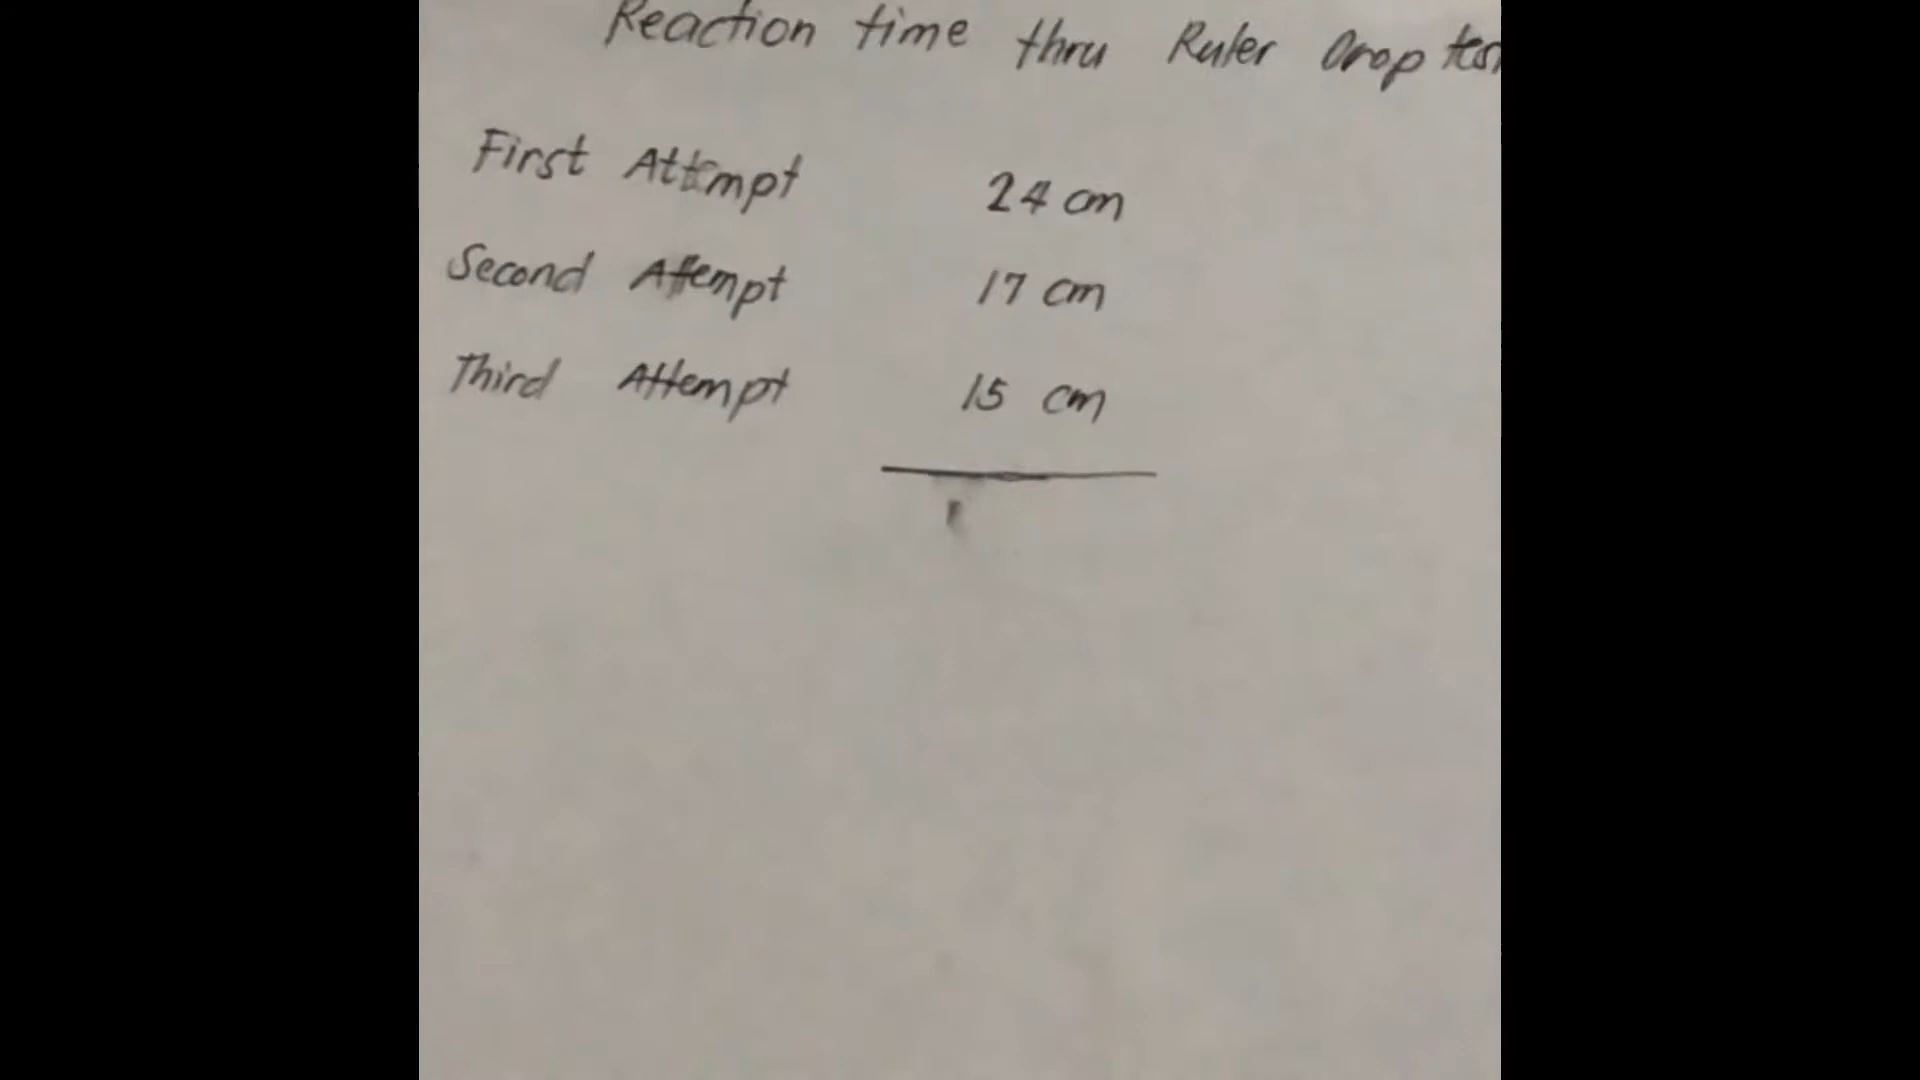 Reaction time thru Ruler Drop
First Attempt 24 cm
Second Attempt 17 cm
Third Attempt 15 cm